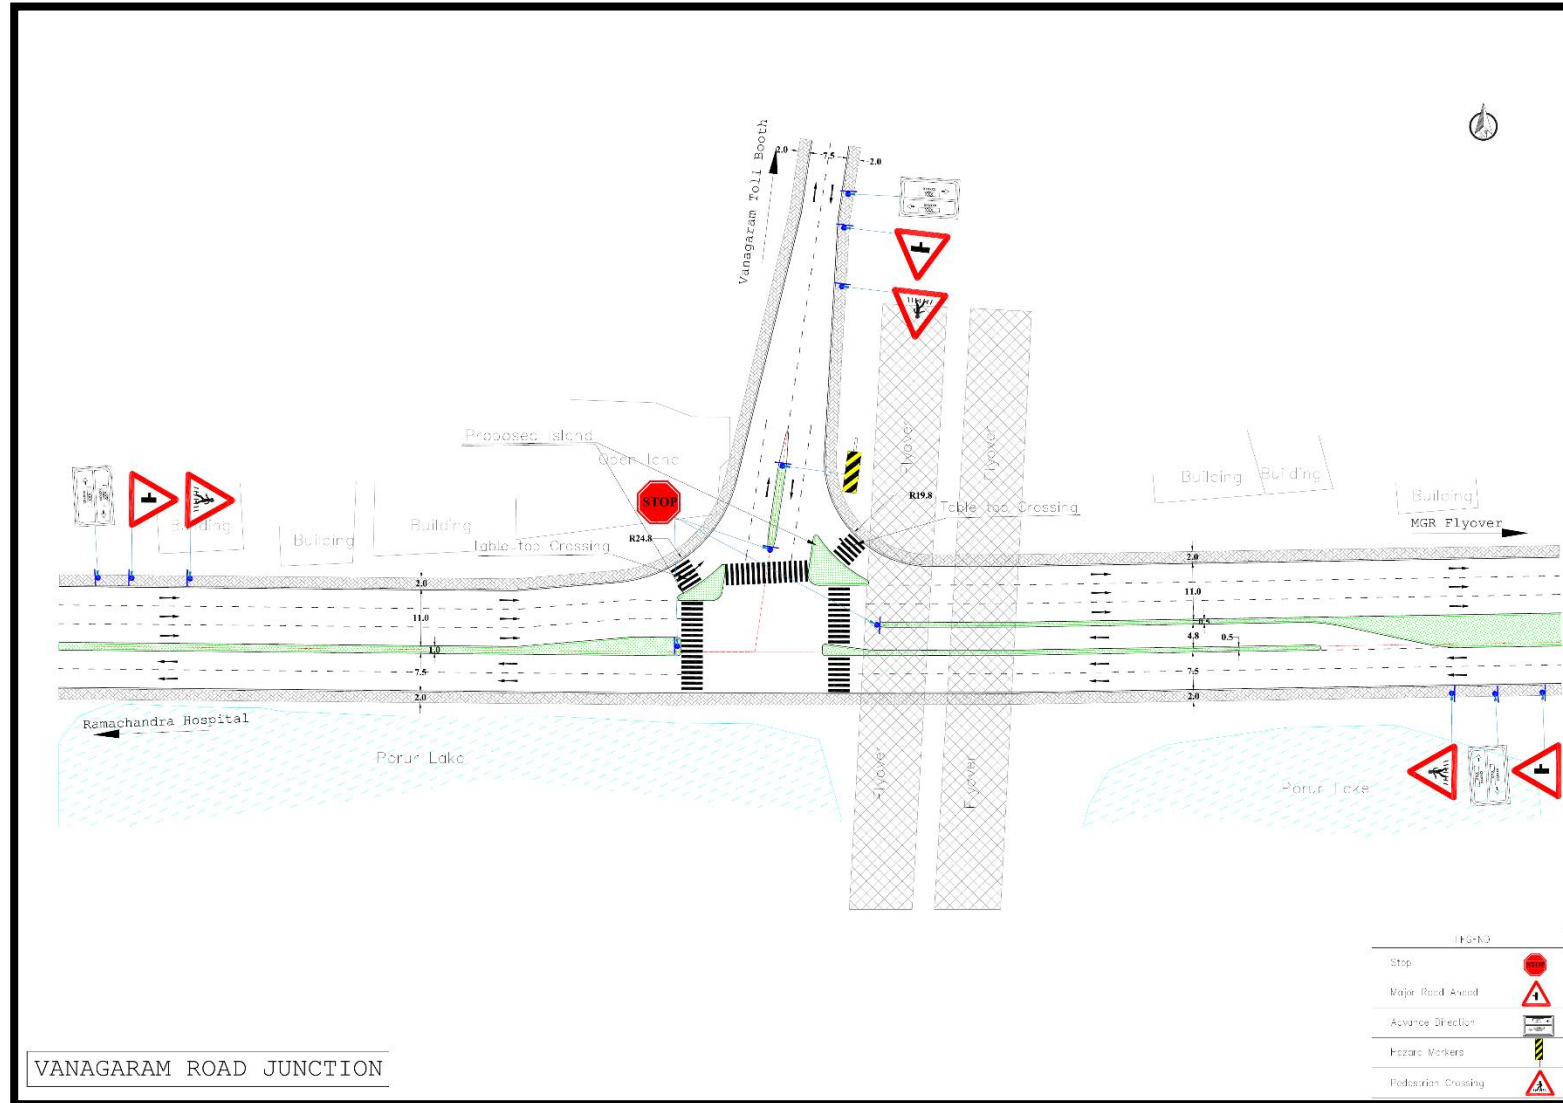 Vanagaram Toll Booth
2.0
7.5
2.0
Proposed Island
Open land
STOP
Building
Building
Building
Table top Crossing
R24.8
R19.8
Table top Crossing
Flyover
Flyover
Building
Building
Building
MGR Flyover
2.0
11.0
1.0
7.5
2.0
2.0
11.0
0.5
4.8
0.5
7.5
2.0
Ramachandra Hospital
Porur Lake
Flyover
Flyover
Porur Lake
LEGEND
Stop
STOP
Major Road Ahead
Advance Direction
Hazard Markers
Pedestrian Crossing
VANAGARAM ROAD JUNCTION